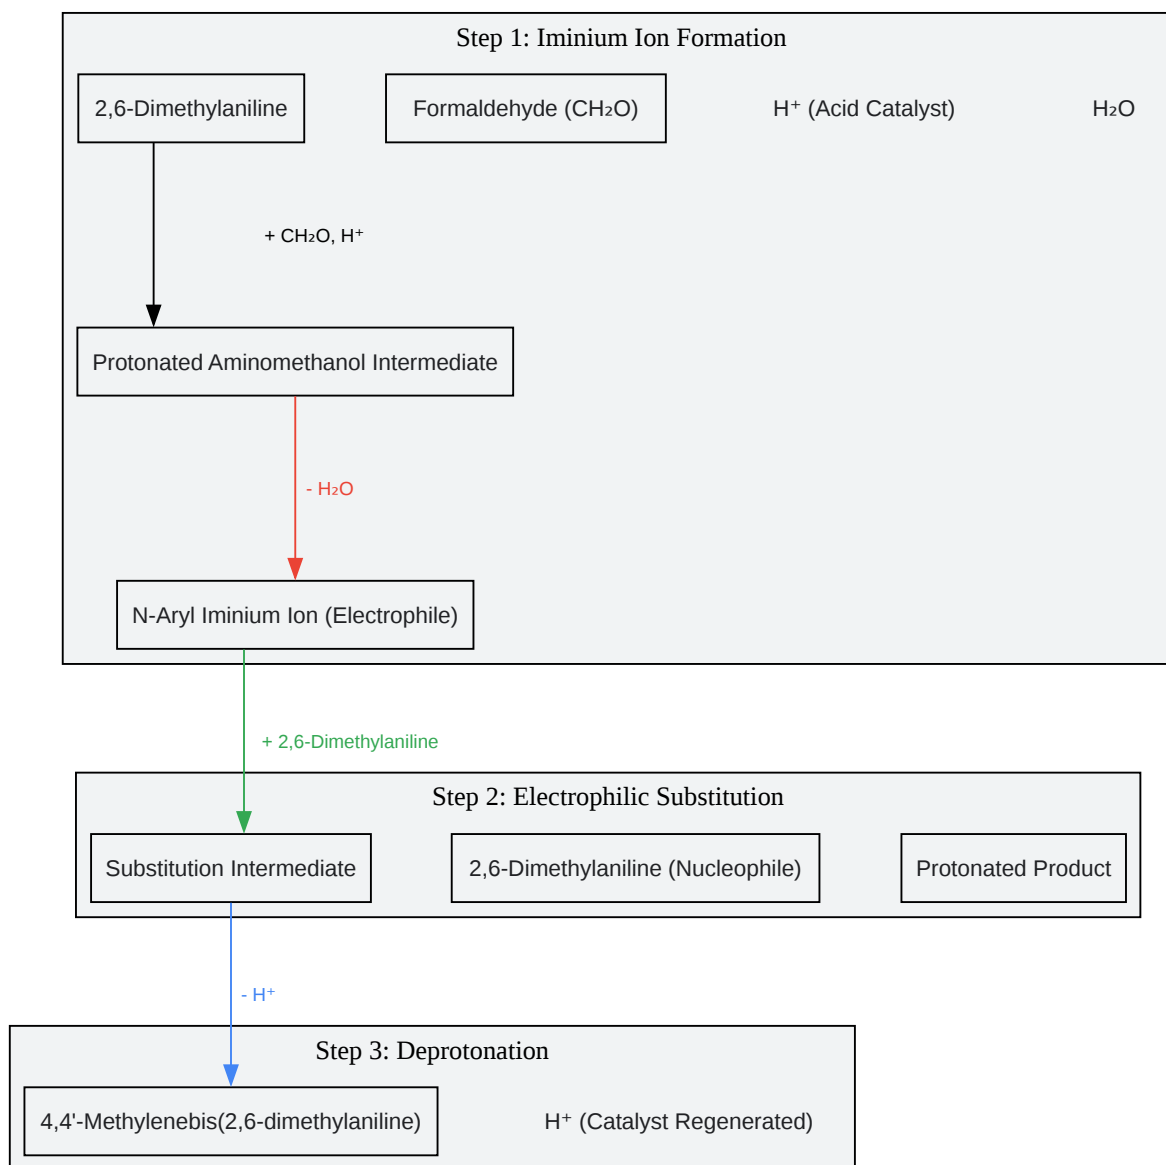 Step 1: Iminium Ion Formation
2,6-Dimethylaniline
Formaldehyde (CH₂O)
H⁺ (Acid Catalyst)
H₂O
+ CH₂O, H⁺
Protonated Aminomethanol Intermediate
- H₂O
N-Aryl Iminium Ion (Electrophile)
+ 2,6-Dimethylaniline
Step 2: Electrophilic Substitution
Substitution Intermediate
2,6-Dimethylaniline (Nucleophile)
Protonated Product
- H⁺
Step 3: Deprotonation
4,4'-Methylenebis(2,6-dimethylaniline)
H⁺ (Catalyst Regenerated)